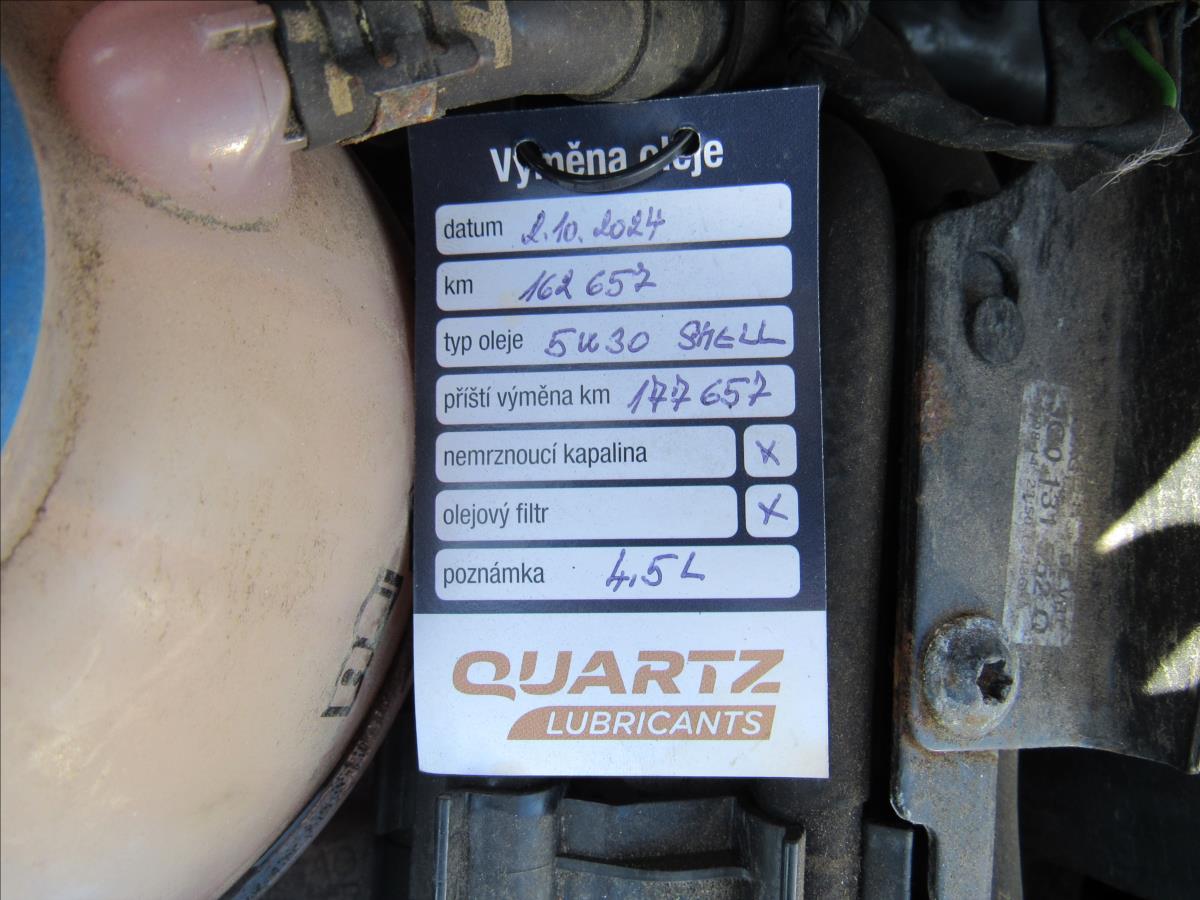 Výměna oleje
datum 2.10.2024
km 162 657
typ oleje 5W30 SHELL
příští výměna km 177 657
nemrznoucí kapalina x
olejový filtr x
poznámka 4,5L
QUARTZ
LUBRICANTS